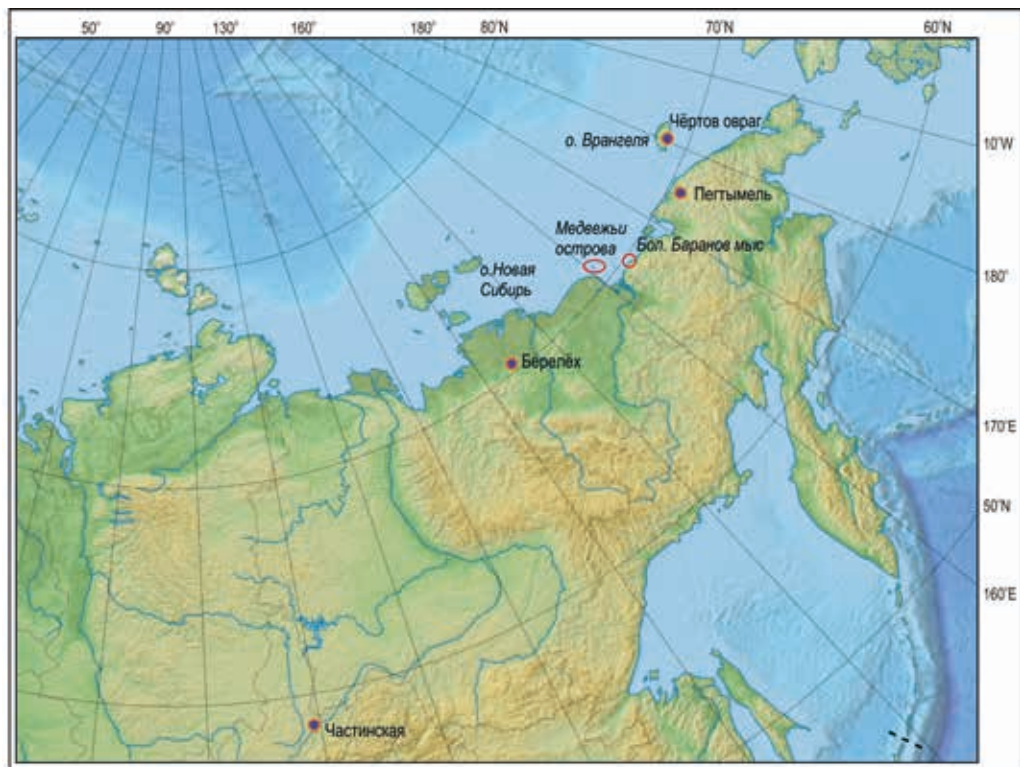 50° 90° 130° 160° 180° 80°N 70°N 60°N
Чёртов овраг
о. Врангеля
10°W
Пегтымель
Медвежьи
острова
Бол. Баранов мыс
о.Новая
Сибирь
180°
Берелёх
170°E
50°N
160°E
Частинская